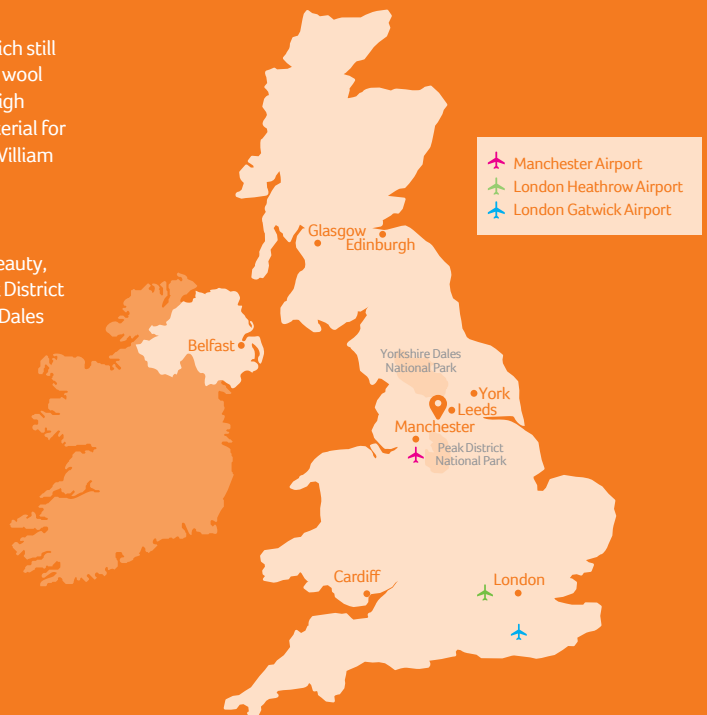 ich still
wool
igh
terial for
William
eauty,
District
Dales
Manchester Airport
London Heathrow Airport
London Gatwick Airport
Glasgow
Edinburgh
Belfast
Yorkshire Dales
National Park
York
Leeds
Manchester
Peak District
National Park
Cardiff
London